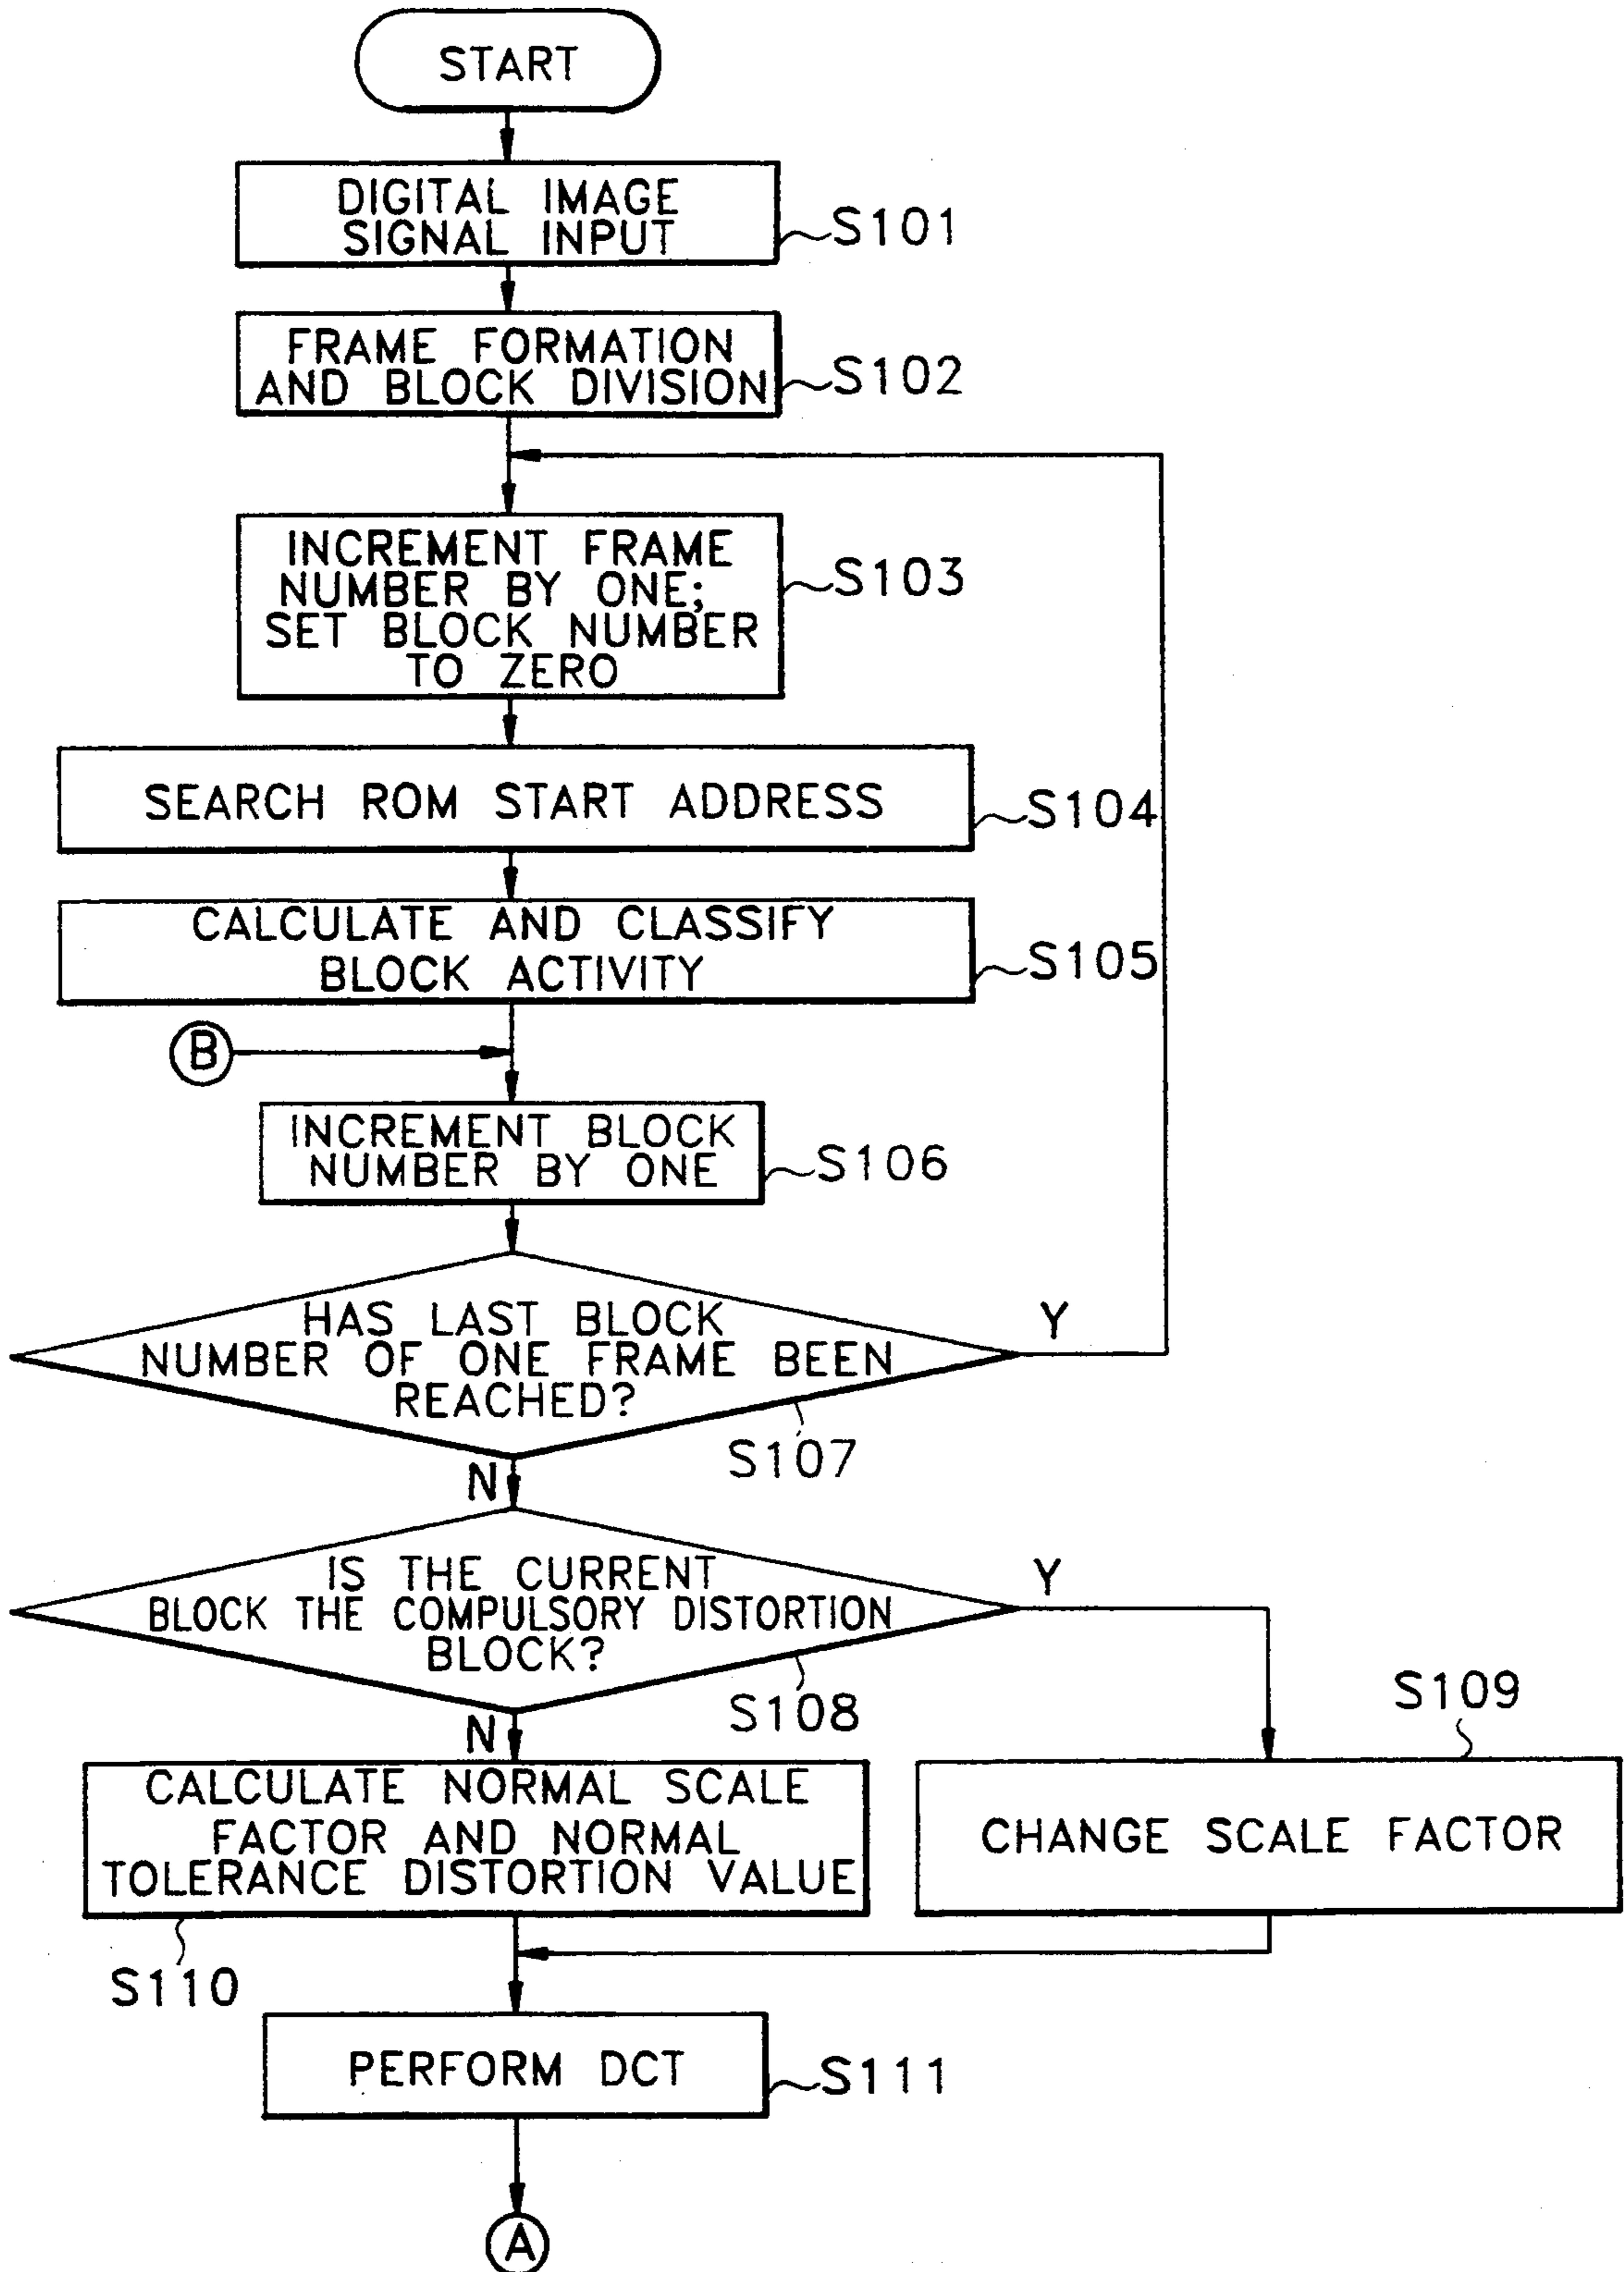 START
DIGITAL IMAGE
SIGNAL INPUT
S101
FRAME FORMATION
AND BLOCK DIVISION
S102
INCREMENT FRAME
NUMBER BY ONE;
SET BLOCK NUMBER
TO ZERO
S103
SEARCH ROM START ADDRESS
S104
CALCULATE AND CLASSIFY
BLOCK ACTIVITY
S105
B
INCREMENT BLOCK
NUMBER BY ONE
S106
HAS LAST BLOCK
NUMBER OF ONE FRAME BEEN
REACHED?
Y
S107
N
IS THE CURRENT
BLOCK THE COMPULSORY DISTORTION
BLOCK?
Y
S108
N
S109
CALCULATE NORMAL SCALE
FACTOR AND NORMAL
TOLERANCE DISTORTION VALUE
CHANGE SCALE FACTOR
S110
PERFORM DCT
S111
A